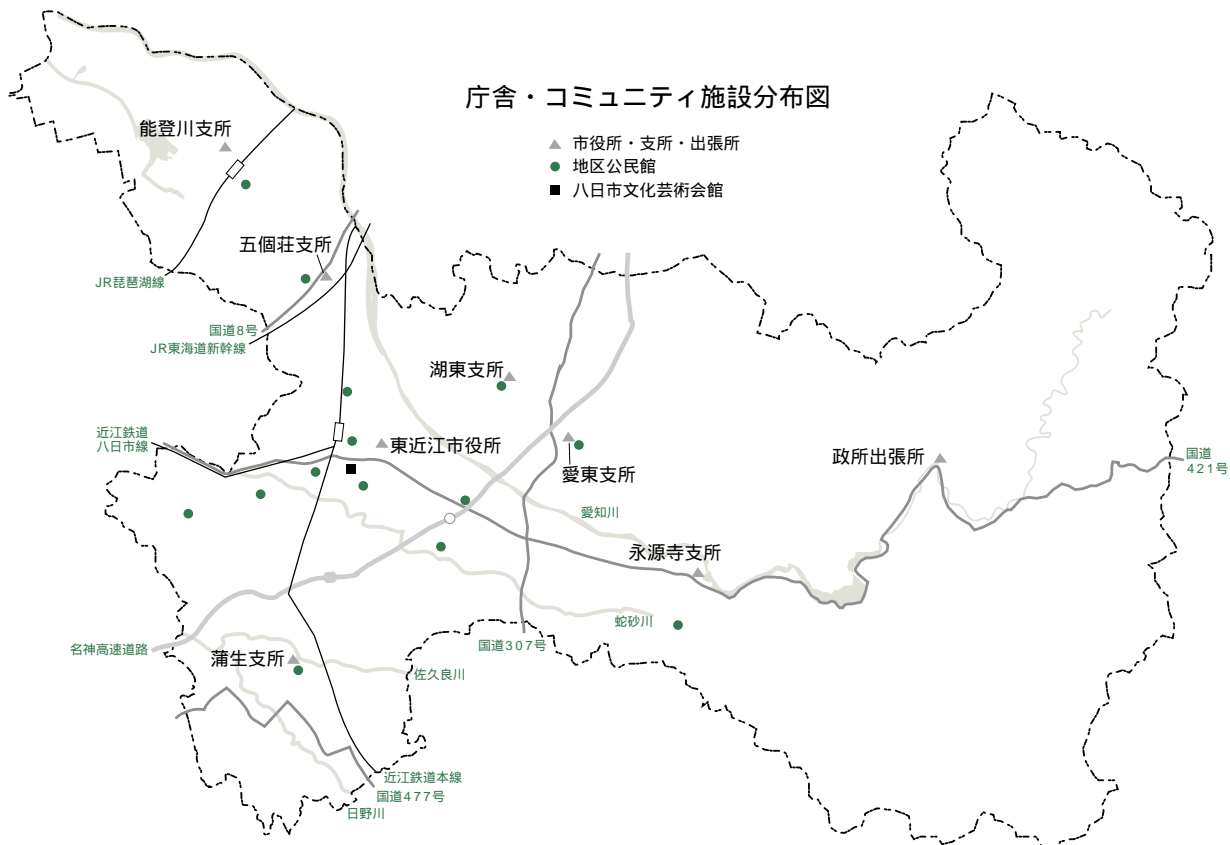 庁舎・コミュニティ施設分布図
市役所・支所・出張所
地区公民館
八日市文化芸術会館
能登川支所
五個荘支所
JR琵琶湖線
国道8号
JR東海道新幹線
湖東支所
近江鉄道
八日市線
東近江市役所
愛東支所
政所出張所
国道
421号
愛知川
永源寺支所
蛇砂川
国道307号
名神高速道路
蒲生支所
佐久良川
近江鉄道本線
国道477号
日野川